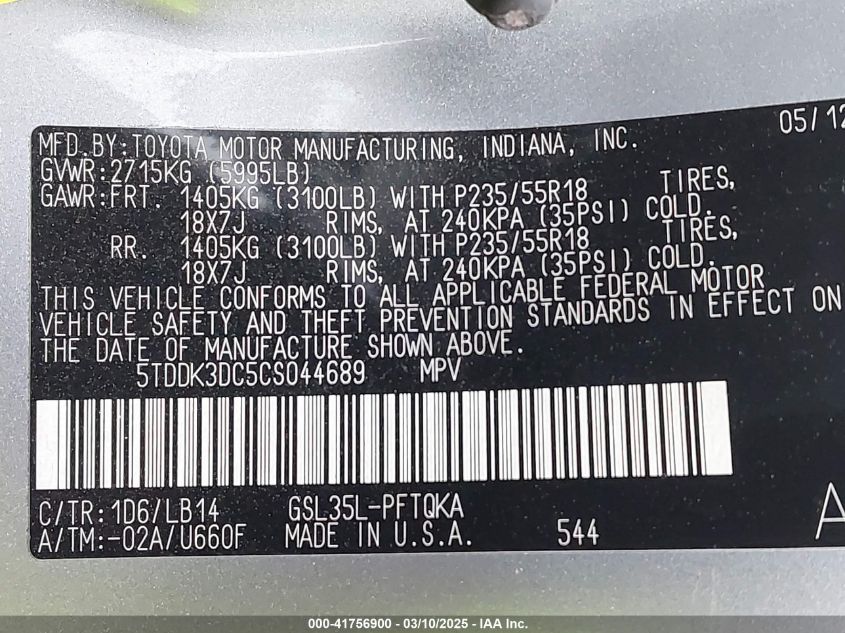 05/12
MFD.BY:TOYOTA MOTOR MANUFACTURING, INDIANA, INC.
GVWR:2715KG (5995LB)
GAWR:FRT. 1405KG (3100LB) WITH P235/55R18 TIRES,
18X7J RIMS, AT 240KPA (35PSI) COLD.
RR. 1405KG (3100LB) WITH P235/55R18 TIRES,
18X7J RIMS, AT 240KPA (35PSI) COLD.
THIS VEHICLE CONFORMS TO ALL APPLICABLE FEDERAL MOTOR
VEHICLE SAFETY AND THEFT PREVENTION STANDARDS IN EFFECT ON
THE DATE OF MANUFACTURE SHOWN ABOVE.
5TDDK3DC5CS044689 MPV
C/TR:1D6/LB14 GSL35L-PFTQKA
A/TM:-02A/U660F MADE IN U.S.A. 544
A
000-41756900 - 03/10/2025 - IAA Inc.